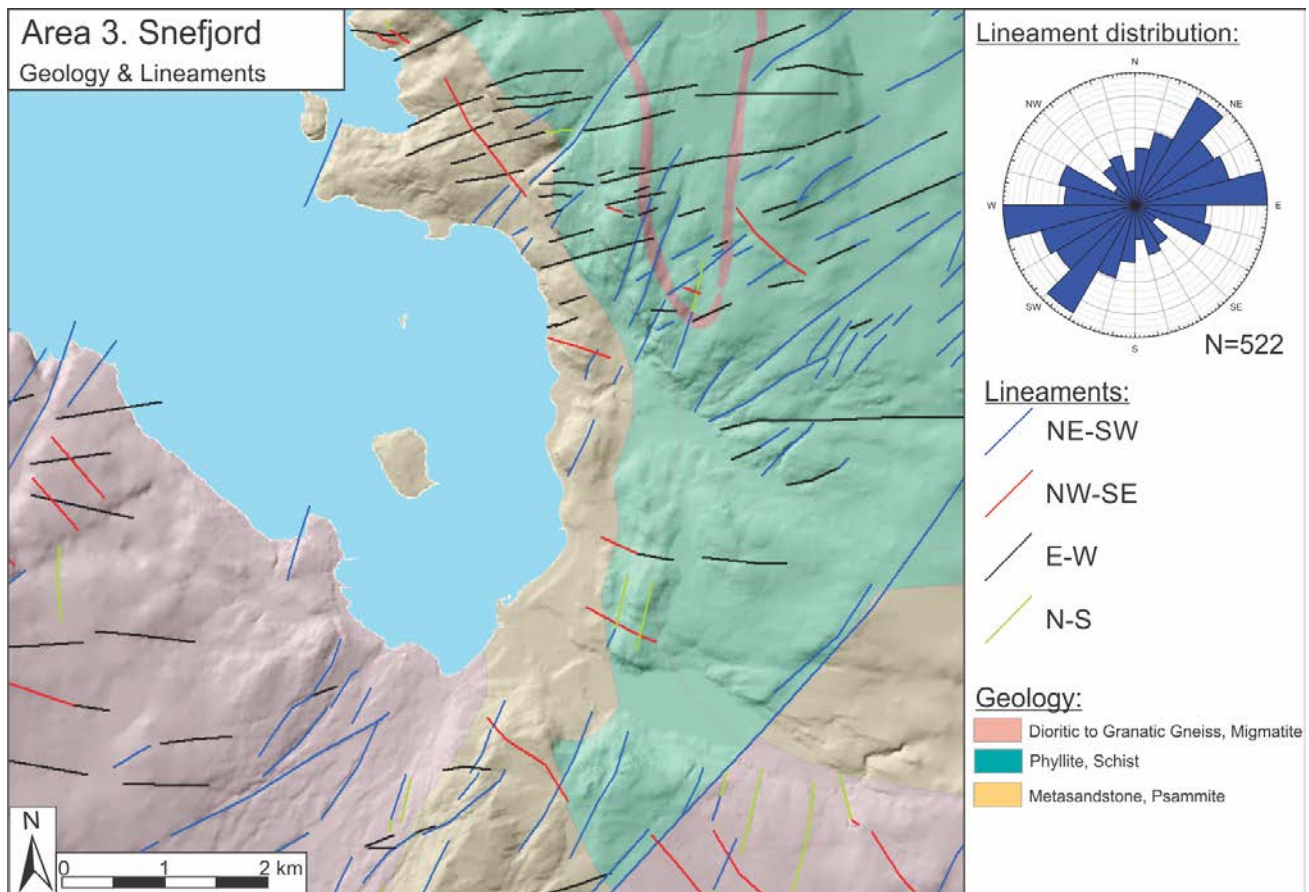 Area 3. Snefjord
Geology & Lineaments
N
0 1 2 km
Lineament distribution:
N
NW
NE
W
E
SW
SE
S
N=522
Lineaments:
NE-SW
NW-SE
E-W
N-S
Geology:
Dioritic to Granatic Gneiss, Migmatite
Phyllite, Schist
Metasandstone, Psammite